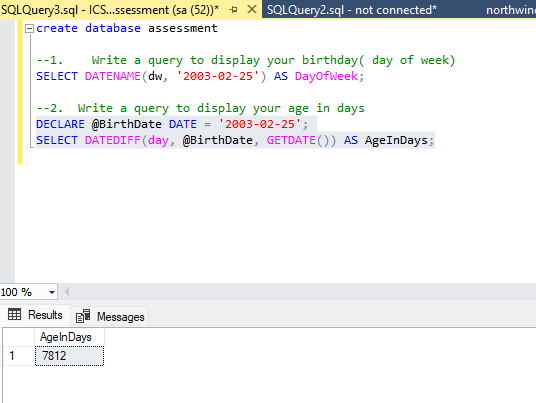 SQLQuery3.sql - ICS...ssessment (sa (52))* SQLQuery2.sql - not connected* northwin
create database assessment
--1. Write a query to display your birthday( day of week)
SELECT DATENAME(dw, '2003-02-25') AS DayOfWeek;
--2. Write a query to display your age in days
DECLARE @BirthDate DATE = '2003-02-25';
SELECT DATEDIFF(day, @BirthDate, GETDATE()) AS AgeInDays;
100 %
Results Messages
AgeInDays
1 7812